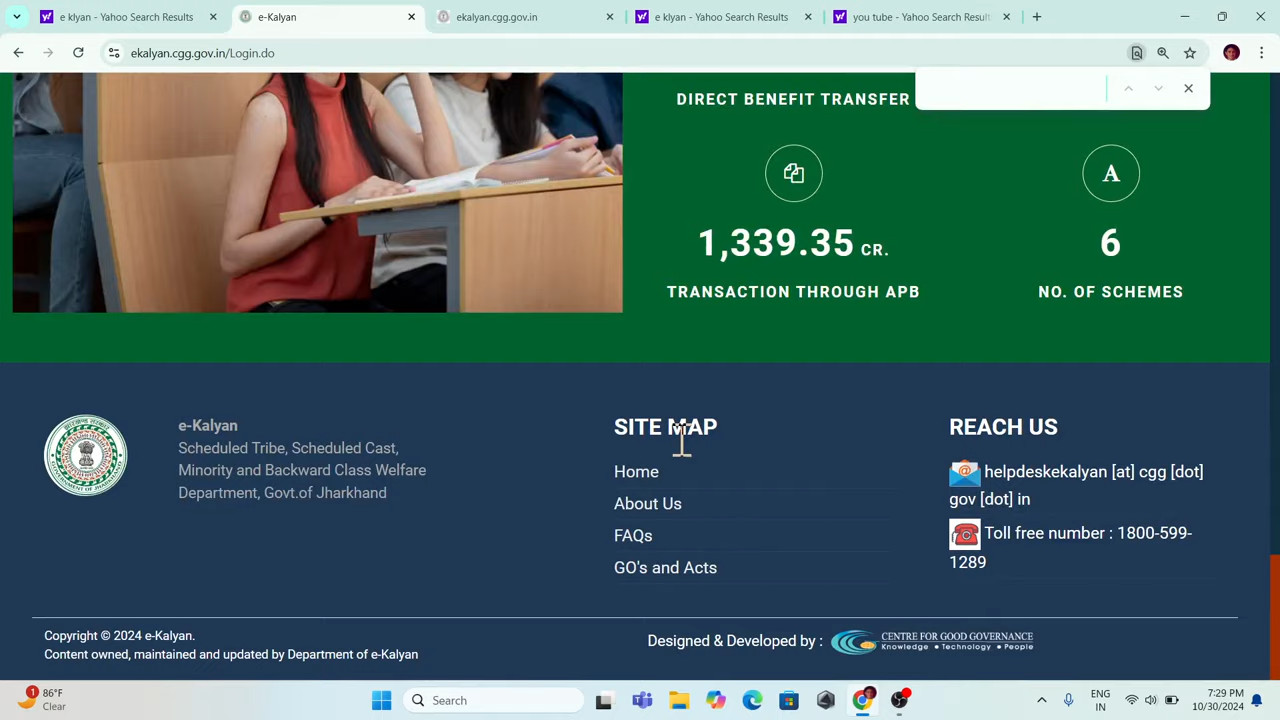 e klyan - Yahoo Search Results
e-Kalyan
ekalyan.cgg.gov.in
e klyan - Yahoo Search Results
you tube - Yahoo Search Result
ekalyan.cgg.gov.in/Login.do
DIRECT BENEFIT TRANSFER
A
1,339.35 CR.
6
TRANSACTION THROUGH APB
NO. OF SCHEMES
e-Kalyan
Scheduled Tribe, Scheduled Cast,
Minority and Backward Class Welfare
Department, Govt.of Jharkhand
SITE MAP
Home
About Us
FAQs
GO's and Acts
REACH US
helpdeskekalyan [at] cgg [dot]
gov [dot] in
Toll free number : 1800-599-
1289
Copyright © 2024 e-Kalyan.
Content owned, maintained and updated by Department of e-Kalyan
Designed & Developed by :
CENTRE FOR GOOD GOVERNANCE
Knowledge • Technology • People
1
86°F
Clear
Search
ENG
IN
7:29 PM
10/30/2024